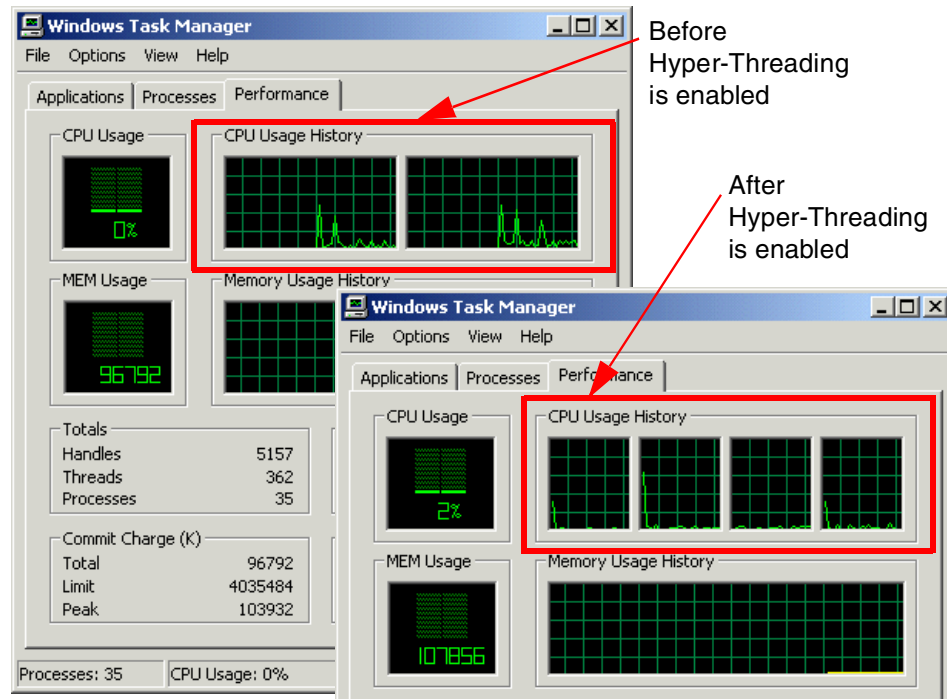 Windows Task Manager
File Options View Help
Applications Processes Performance
CPU Usage
CPU Usage History
0%
MEM Usage
Memory Usage History
96792
Totals
Handles 5157
Threads 362
Processes 35
Commit Charge (K)
Total 96792
Limit 4035484
Peak 103932
Processes: 35 CPU Usage: 0%
Before
Hyper-Threading
is enabled
After
Hyper-Threading
is enabled
Windows Task Manager
File Options View Help
Applications Processes
CPU Usage
CPU Usage History
2%
MEM Usage
Memory Usage History
107856